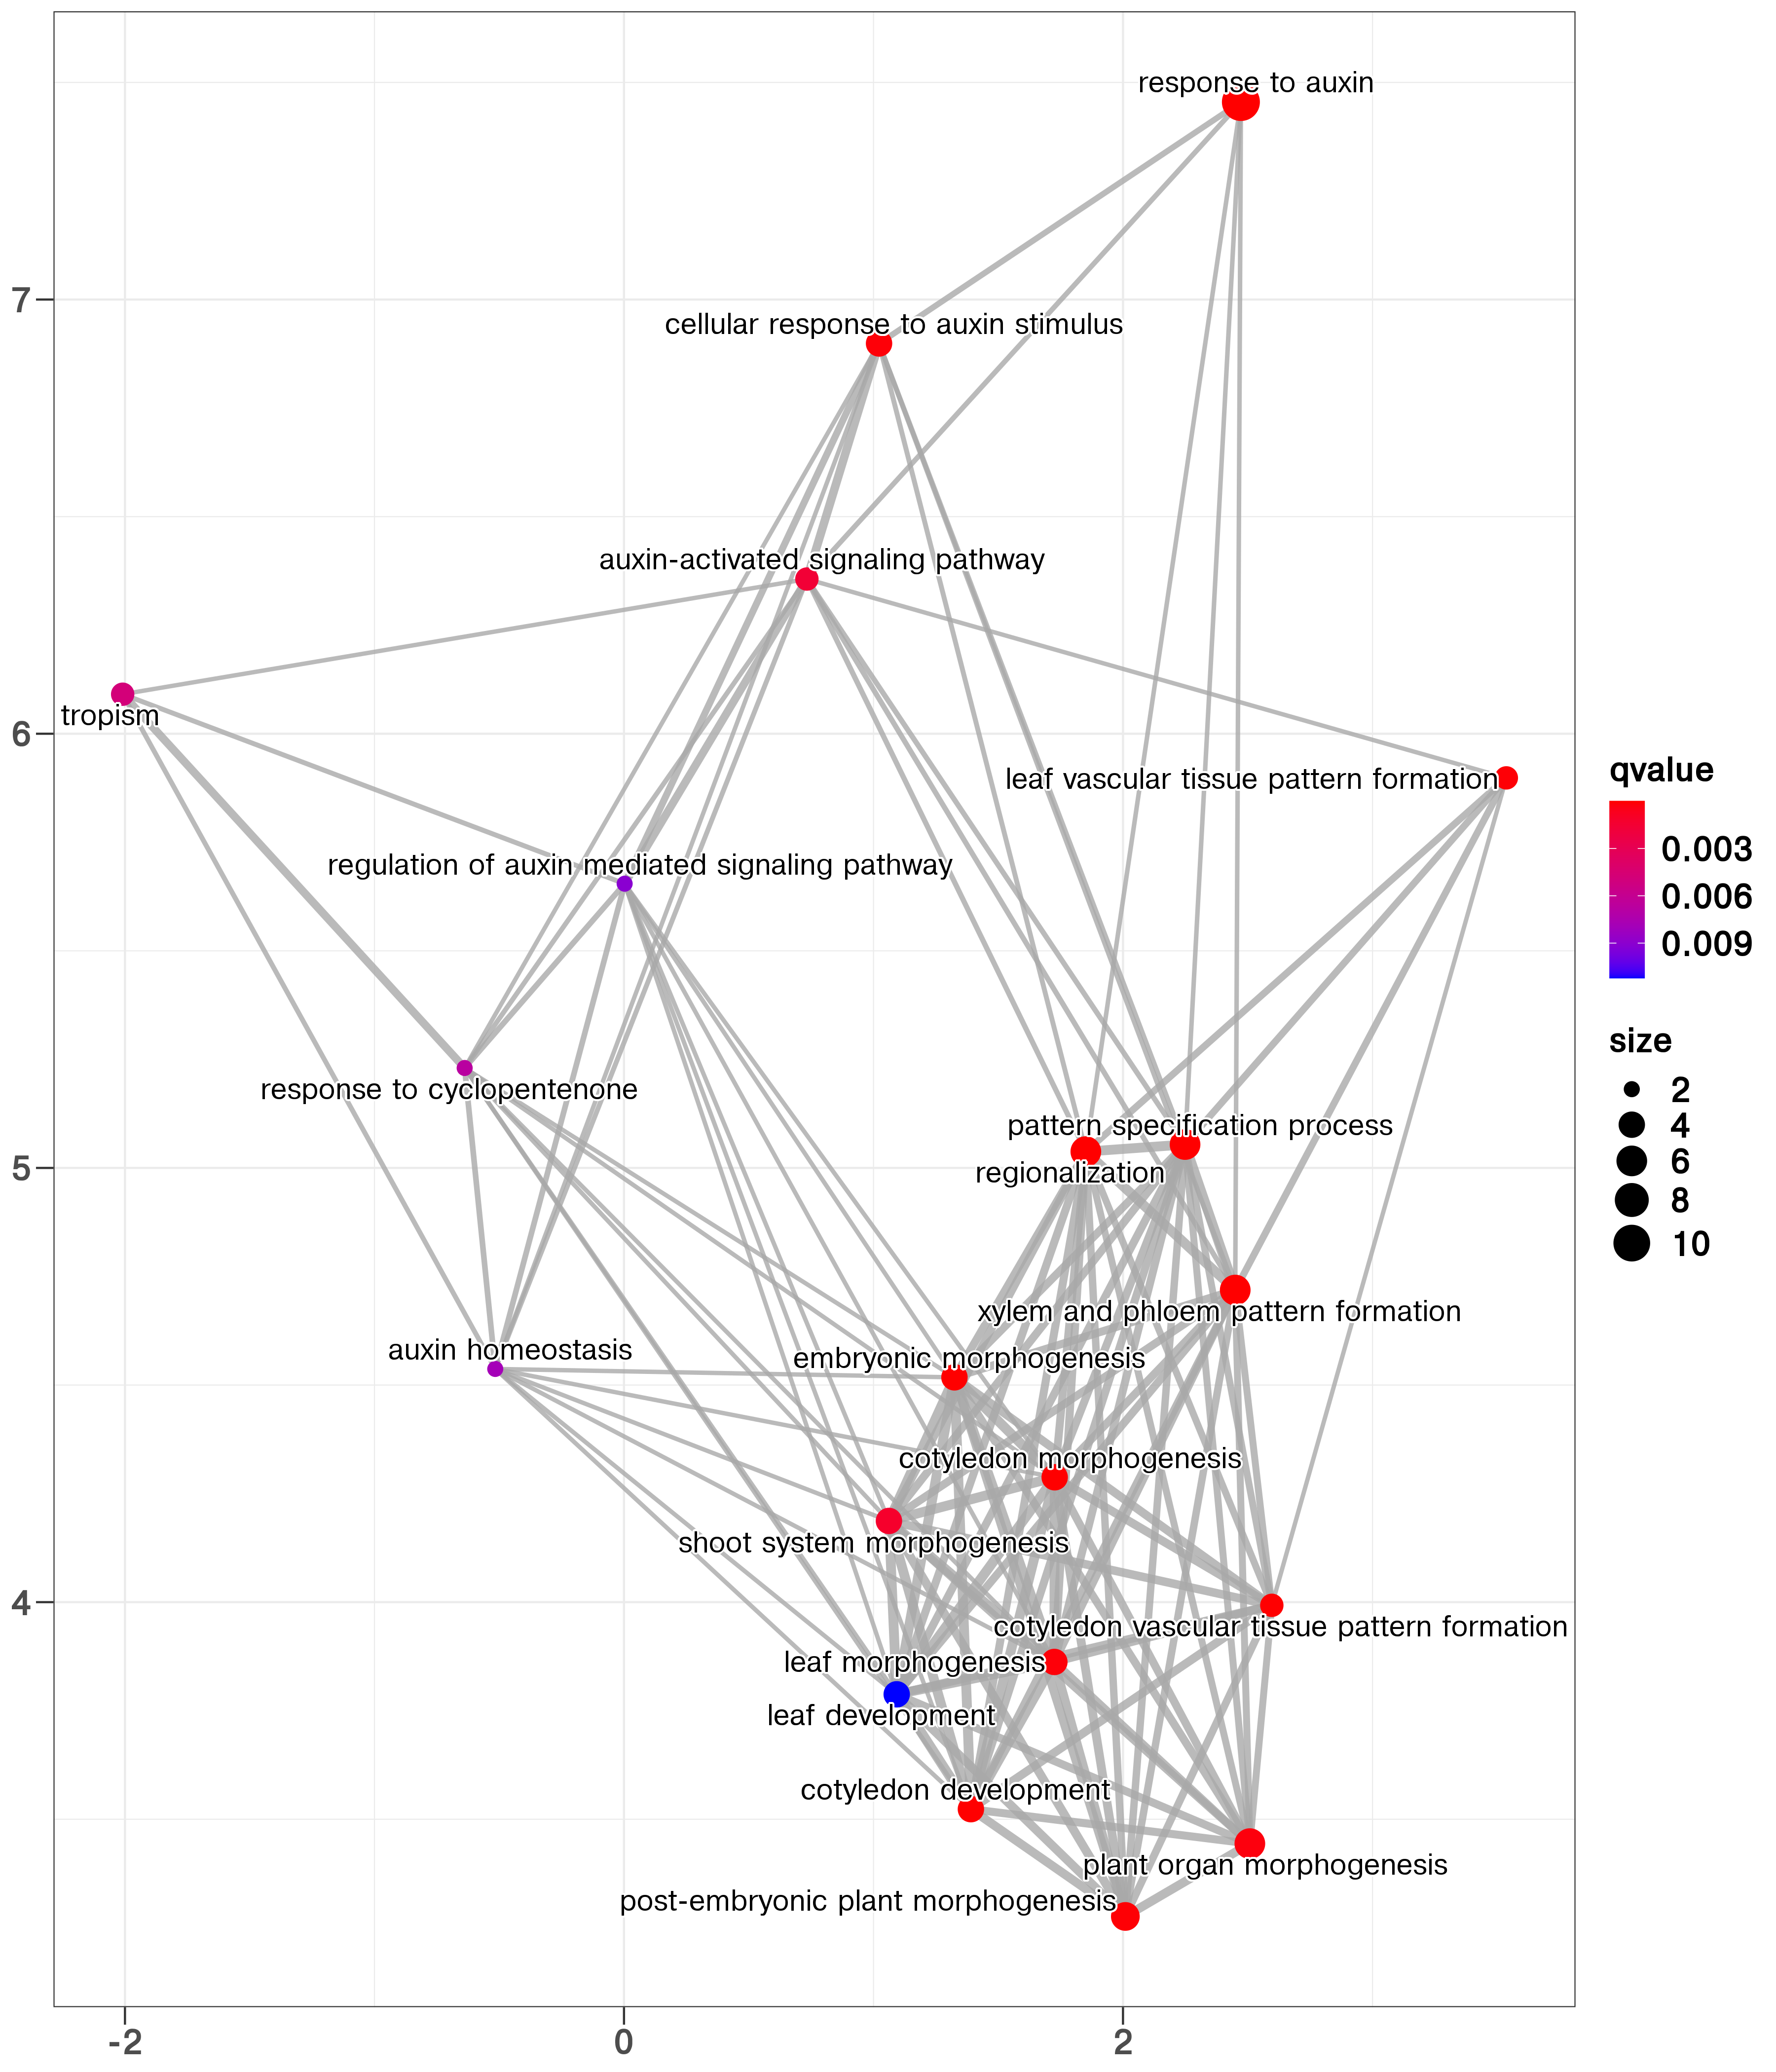 response to auxin
7
cellular response to auxin stimulus
auxin-activated signaling pathway
tropism
6
leaf vascular tissue pattern formation
regulation of auxin mediated signaling pathway
response to cyclopentenone
pattern specification process
5
regionalization
xylem and phloem pattern formation
auxin homeostasis
embryonic morphogenesis
cotyledon morphogenesis
shoot system morphogenesis
4
cotyledon vascular tissue pattern formation
leaf morphogenesis
leaf development
cotyledon development
plant organ morphogenesis
post-embryonic plant morphogenesis
-2
0
2
qvalue
0.003
0.006
0.009
size
2
4
6
8
10